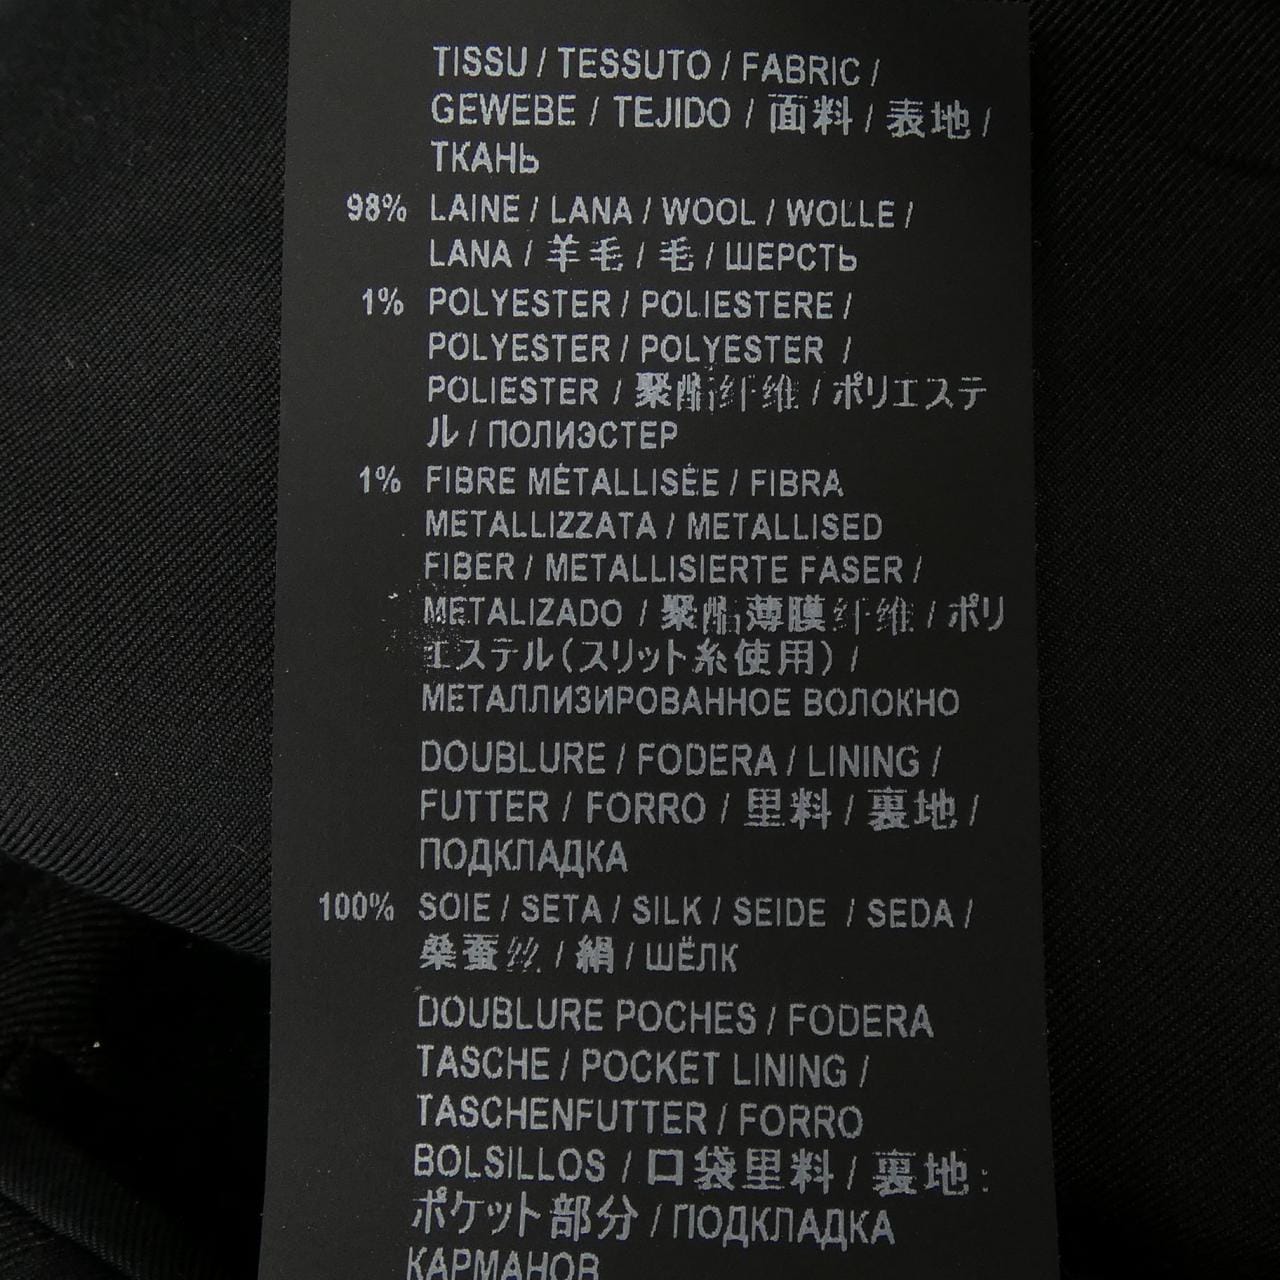 TISSU / TESSUTO / FABRIC /
GEWEBE / TEJIDO / 面料 / 表地 /
ТКАНЬ
98% LAINE / LANA / WOOL / WOLLE /
LANA / 羊毛 / 毛 / ШЕРСТЬ
1% POLYESTER / POLIESTERE /
POLYESTER / POLYESTER /
POLIESTER / 聚酯纤维 / ポリエステ
ル / ПОЛИЭСТЕР
1% FIBRE MÉTALLISÉE / FIBRA
METALLIZZATA / METALLISED
FIBER / METALLISIERTE FASER /
METALIZADO / 聚酯薄膜纤维 / ポリ
エステル(スリット糸使用) /
МЕТАЛЛИЗИРОВАННОЕ ВОЛОКНО
DOUBLURE / FODERA / LINING /
FUTTER / FORRO / 里料 / 裏地 /
ПОДКЛАДКА
100% SOIE / SETA / SILK / SEIDE / SEDA /
桑蚕丝 / 絹 / ШЁЛК
DOUBLURE POCHES / FODERA
TASCHE / POCKET LINING /
TASCHENFUTTER / FORRO
BOLSILLOS / 口袋里料 / 裏地:
ポケット部分 / ПОДКЛАДКА
КАРМАНОВ